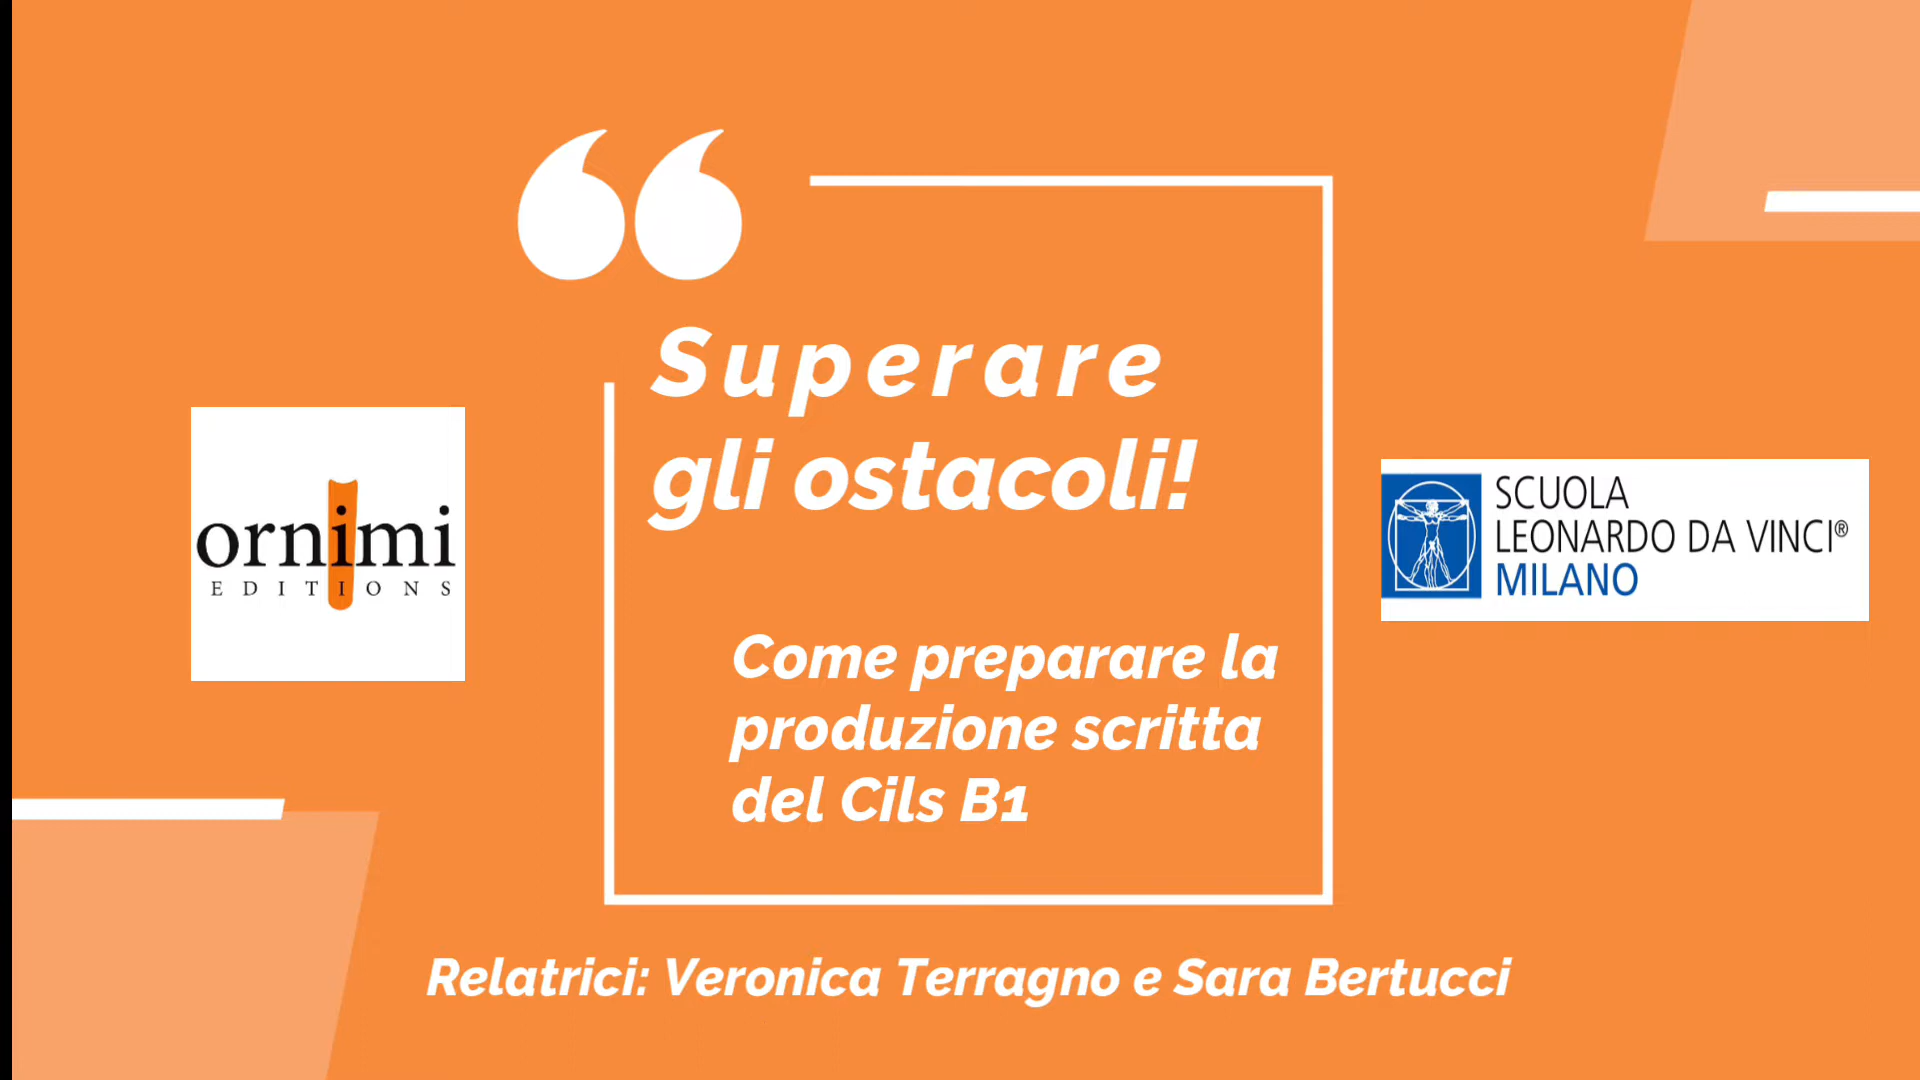 Superare
gli ostacoli!
ornimi
EDITIONS
SCUOLA
LEONARDO DA VINCI®
MILANO
Come preparare la
produzione scritta
del Cils B1
Relatrici: Veronica Terragno e Sara Bertucci